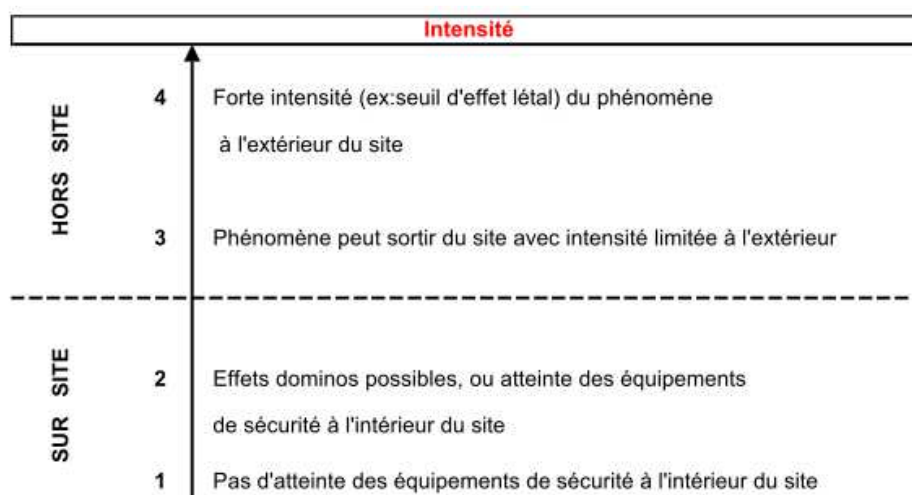 Intensité
HORS SITE
4 Forte intensité (ex:seuil d'effet létal) du phénomène
à l'extérieur du site
3 Phénomène peut sortir du site avec intensité limitée à l'extérieur
SUR SITE
2 Effets dominos possibles, ou atteinte des équipements
de sécurité à l'intérieur du site
1 Pas d'atteinte des équipements de sécurité à l'intérieur du site